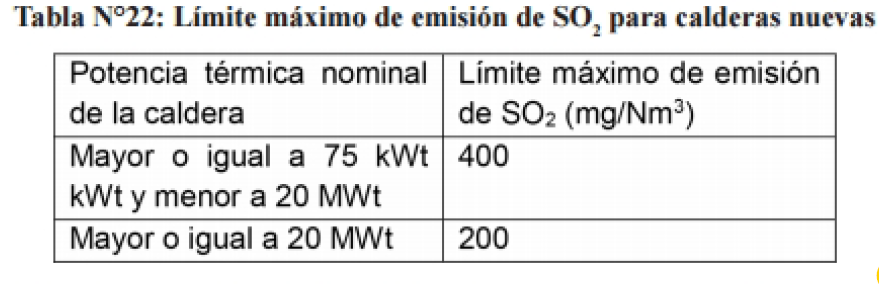 Tabla N°22: Límite máximo de emisión de SO₂ para calderas nuevas
Potencia térmica nominal
de la caldera
Límite máximo de emisión
de SO₂ (mg/Nm³)
Mayor o igual a 75 kWt
kWt y menor a 20 MWt
400
Mayor o igual a 20 MWt
200